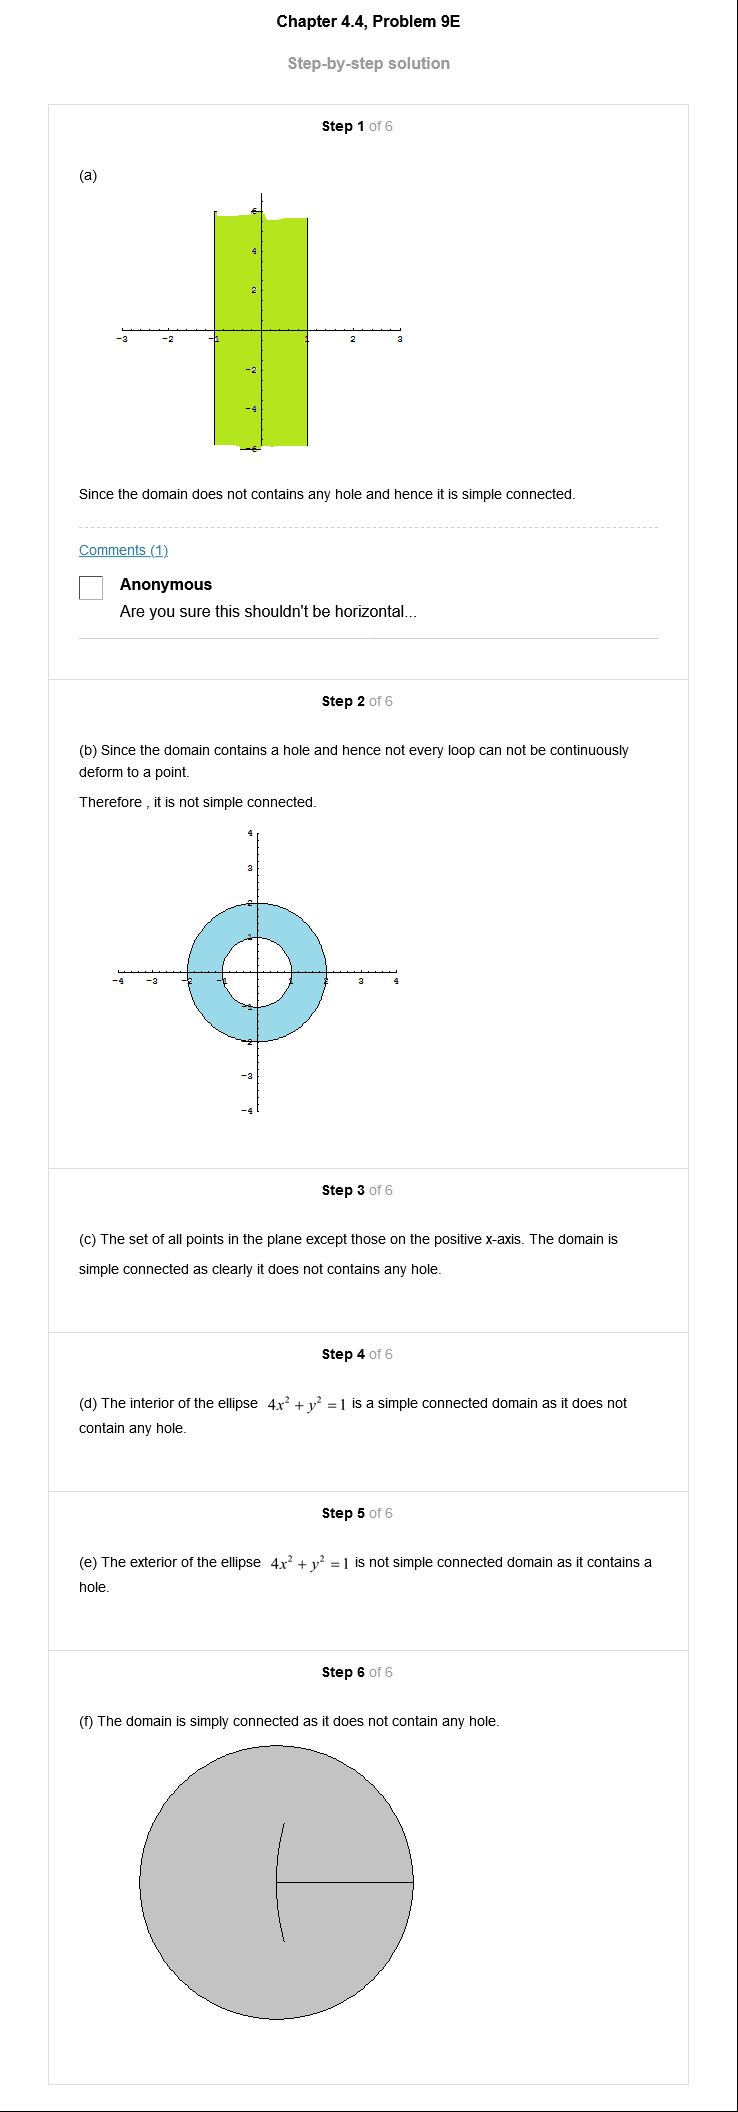 Chapter 4.4, Problem 9E
Step-by-step solution
Step 1 of 6
(a)
6
4
2
-3 -2 -1 1 2 3
-2
-4
-6
Since the domain does not contains any hole and hence it is simple connected.
Comments (1)
Anonymous
Are you sure this shouldn't be horizontal...
Step 2 of 6
(b) Since the domain contains a hole and hence not every loop can not be continuously
deform to a point.
Therefore , it is not simple connected.
4
3
2
1
-4 -3 -2 -1 1 2 3 4
-1
-2
-3
-4
Step 3 of 6
(c) The set of all points in the plane except those on the positive x-axis. The domain is
simple connected as clearly it does not contains any hole.
Step 4 of 6
(d) The interior of the ellipse 4x² + y² = 1 is a simple connected domain as it does not
contain any hole.
Step 5 of 6
(e) The exterior of the ellipse 4x² + y² = 1 is not simple connected domain as it contains a
hole.
Step 6 of 6
(f) The domain is simply connected as it does not contain any hole.